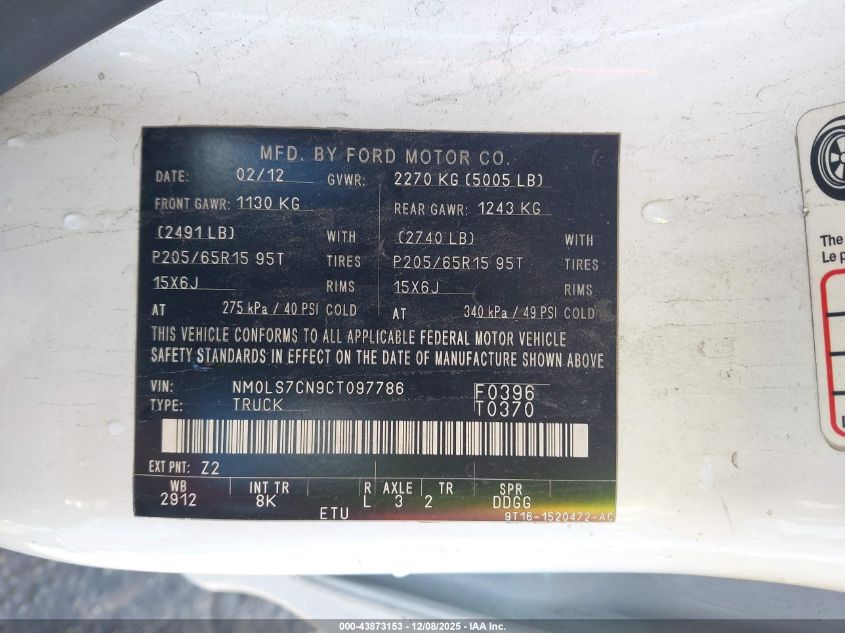 MFD. BY FORD MOTOR CO.
DATE: 02/12 GVWR: 2270 KG (5005 LB)
FRONT GAWR: 1130 KG REAR GAWR: 1243 KG
(2491 LB) WITH (2740 LB) WITH
P205/65R15 95T TIRES P205/65R15 95T TIRES
15X6J RIMS 15X6J RIMS
AT 275 kPa / 40 PSI COLD AT 340 kPa / 49 PSI COLD
THIS VEHICLE CONFORMS TO ALL APPLICABLE FEDERAL MOTOR VEHICLE
SAFETY STANDARDS IN EFFECT ON THE DATE OF MANUFACTURE SHOWN ABOVE
VIN: NM0LS7CN9CT097786 F0396
TYPE: TRUCK T0370
EXT PNT: Z2
WB INT TR R AXLE TR SPR
2912 8K L 3 2 DDGG
ETU 9T16-1520472-AC
The
Le p
000-43873153 - 12/08/2025 - IAA Inc.